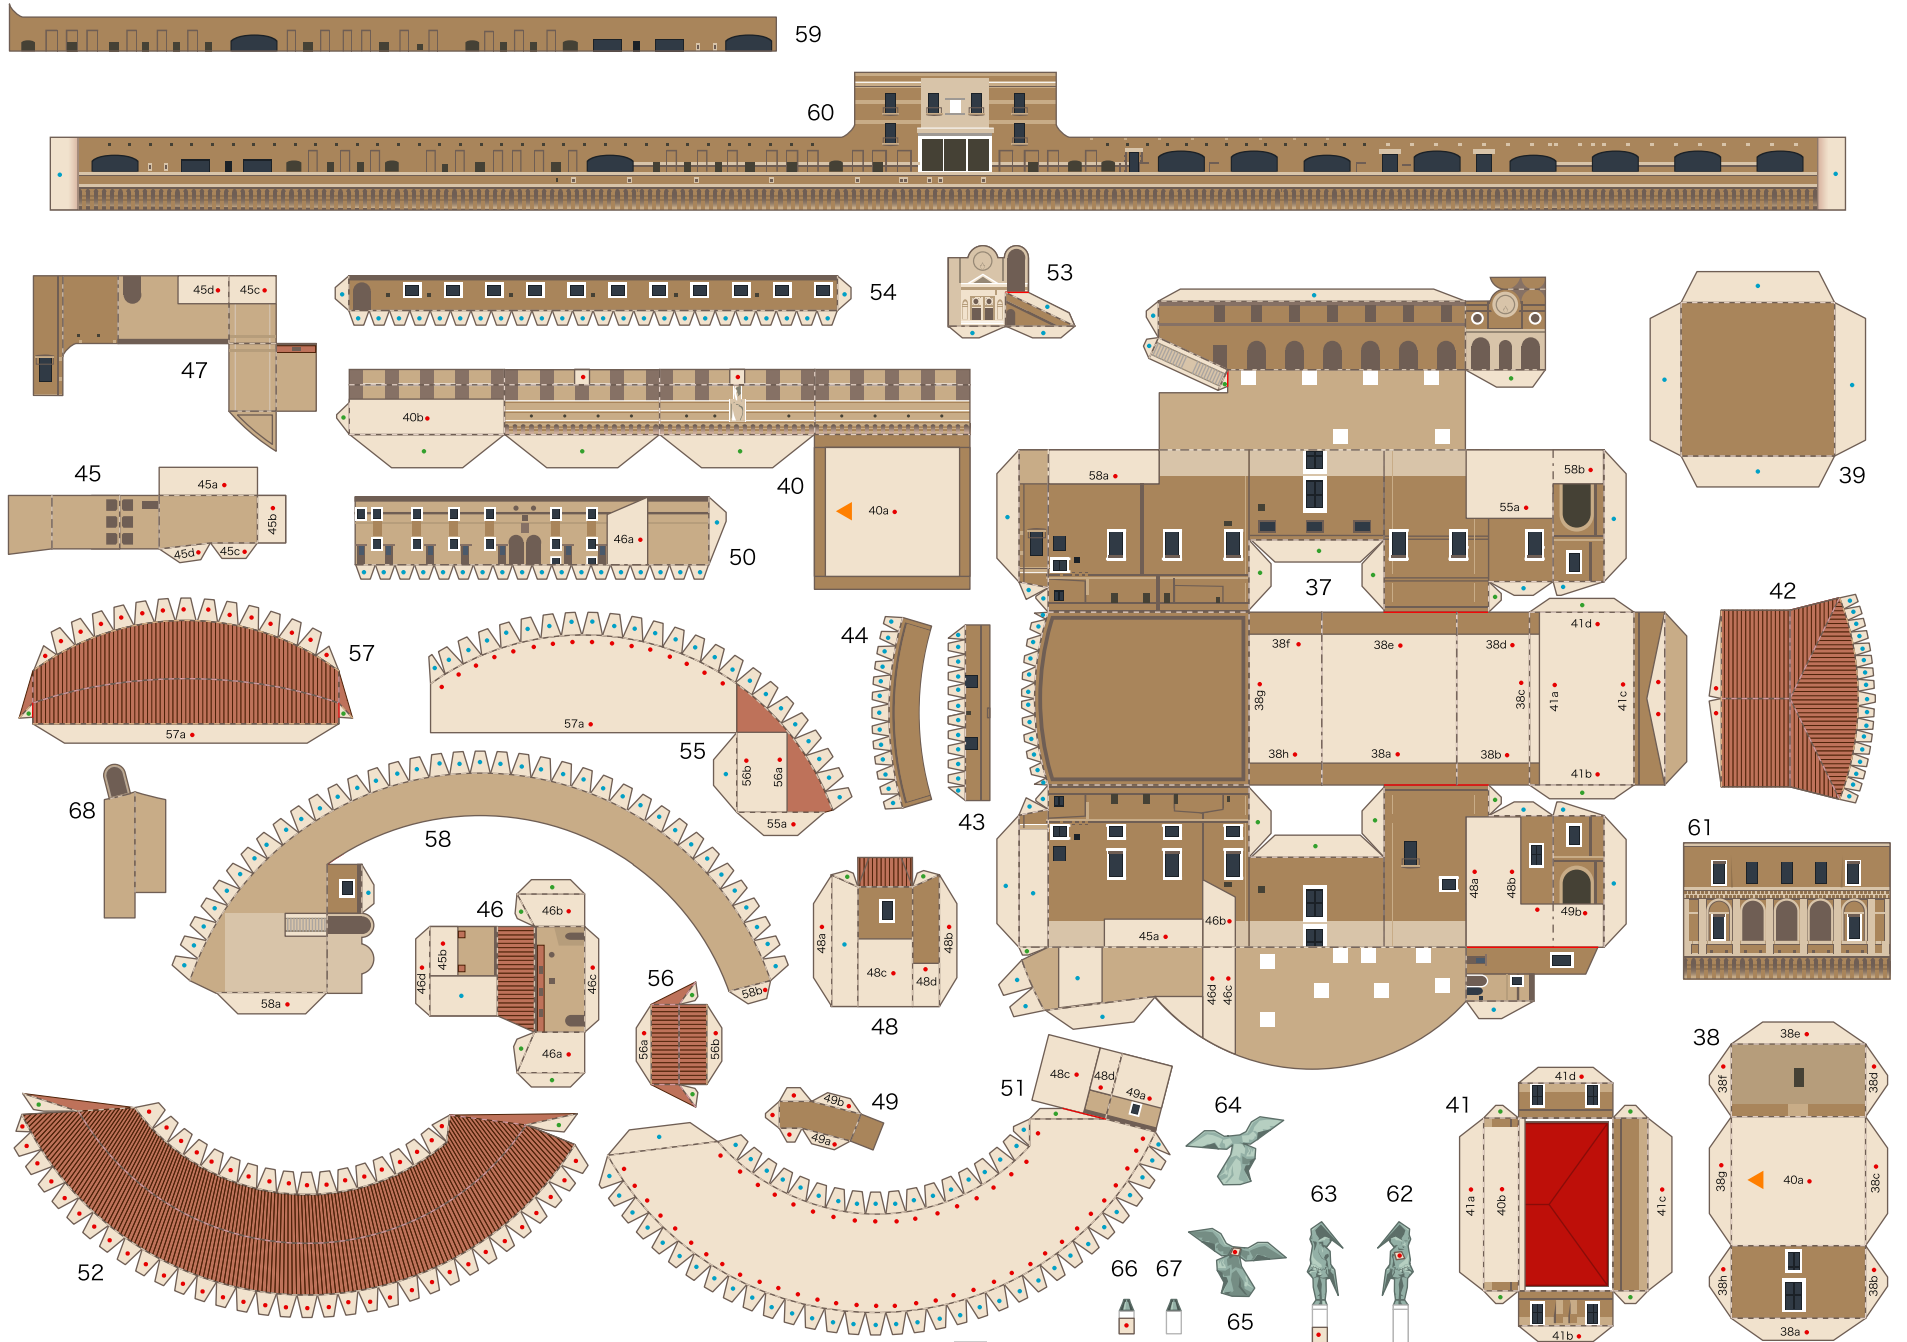 59
60
53
54
47
45d
45c
40b
40
40a
39
45
45a
45b
45d
45c
50
46a
37
58a
58b
55a
42
57
57a
55
57a
56b
56a
55a
44
43
38f
38e
38d
38g
38c
38h
38a
38b
41d
41a
41c
41b
68
58
58a
58b
46
46b
45b
46d
46c
46a
56
56a
56b
48
48a
48b
48c
48d
46b
45a
46d
46c
48a
48b
49b
61
52
49
49b
49a
51
48c
48d
49a
64
65
66
67
63
62
41
41d
41a
40b
41c
41b
38
38e
38f
38d
38g
40a
38c
38h
38b
38a